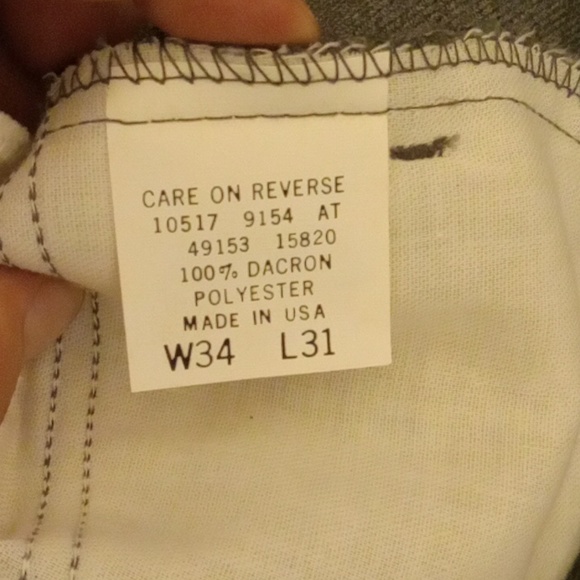 CARE ON REVERSE
10517 9154 AT
49153 15820
100% DACRON
POLYESTER
MADE IN USA
W34 L31